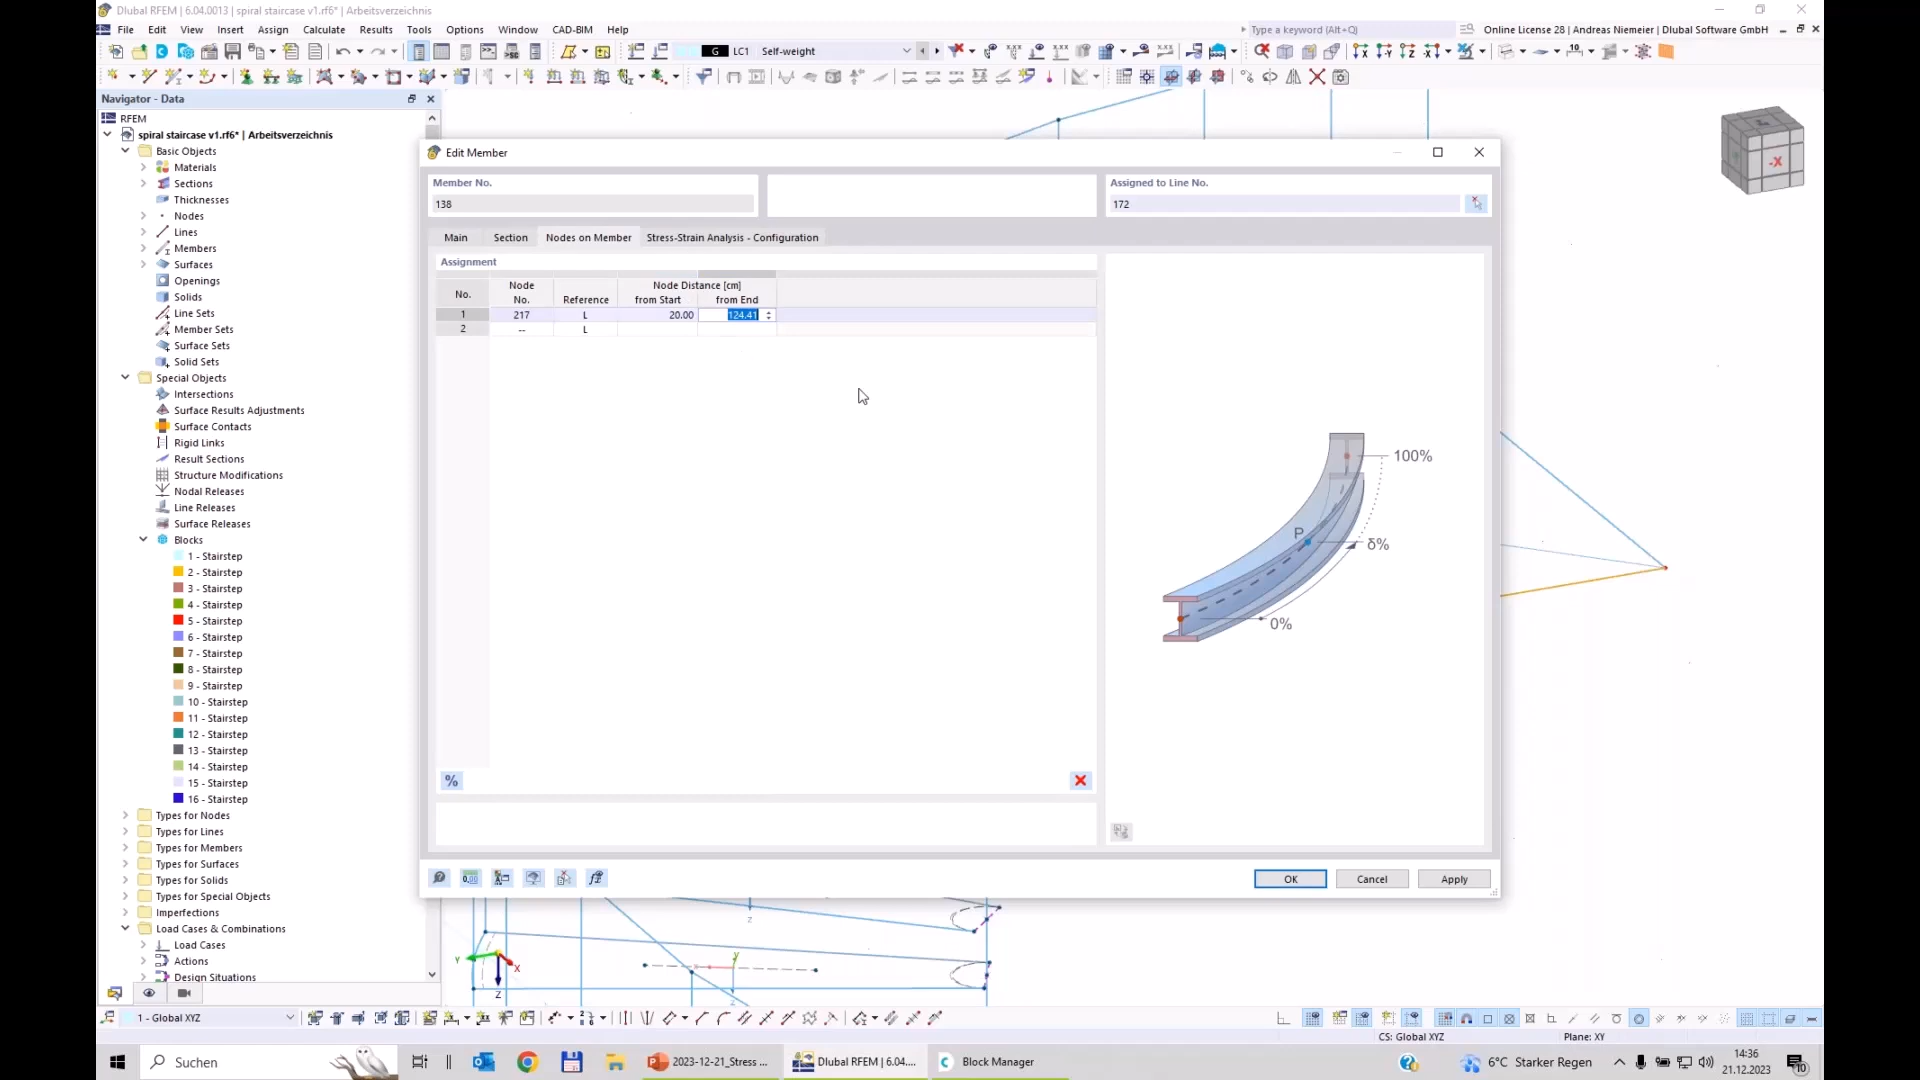 Dlubal RFEM | 6.04.0013 | spiral staircase v1.rf6* | Arbeitsverzeichnis
File Edit View Insert Assign Calculate Results Tools Options Window CAD-BIM Help
Type a keyword (Alt+Q)
Online License 28 | Andreas Niemeier | Dlubal Software GmbH
G LC1 Self-weight
Navigator - Data
RFEM
spiral staircase v1.rf6* | Arbeitsverzeichnis
Basic Objects
Materials
Sections
Thicknesses
Nodes
Lines
Members
Surfaces
Openings
Solids
Line Sets
Member Sets
Surface Sets
Solid Sets
Special Objects
Intersections
Surface Results Adjustments
Surface Contacts
Rigid Links
Result Sections
Structure Modifications
Nodal Releases
Line Releases
Surface Releases
Blocks
1 - Stairstep
2 - Stairstep
3 - Stairstep
4 - Stairstep
5 - Stairstep
6 - Stairstep
7 - Stairstep
8 - Stairstep
9 - Stairstep
10 - Stairstep
11 - Stairstep
12 - Stairstep
13 - Stairstep
14 - Stairstep
15 - Stairstep
16 - Stairstep
Types for Nodes
Types for Lines
Types for Members
Types for Surfaces
Types for Solids
Types for Special Objects
Imperfections
Load Cases & Combinations
Load Cases
Actions
Design Situations
Edit Member
Member No.
138
Assigned to Line No.
172
Main Section Nodes on Member Stress-Strain Analysis - Configuration
Assignment
No. Node No. Reference Node Distance [cm] from Start from End
1 217 L 20.00 124.41
2 -- L
100%
P
δ%
0%
%
OK Cancel Apply
-X
Y X Z
z
y
z
1 - Global XYZ
CS: Global XYZ Plane: XY
Suchen
2023-12-21_Stress ...
Dlubal RFEM | 6.04....
Block Manager
6°C Starker Regen
14:36
21.12.2023
10